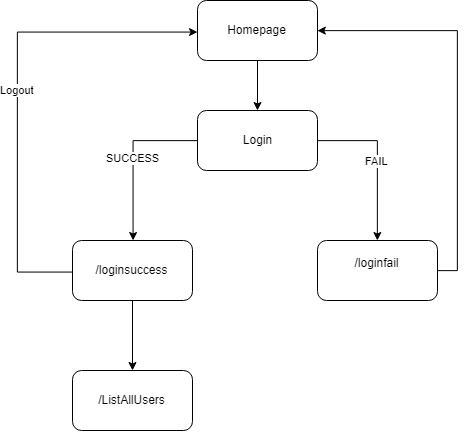 Homepage
Logout
Login
SUCCESS
FAIL
/loginsuccess
/loginfail
/ListAllUsers